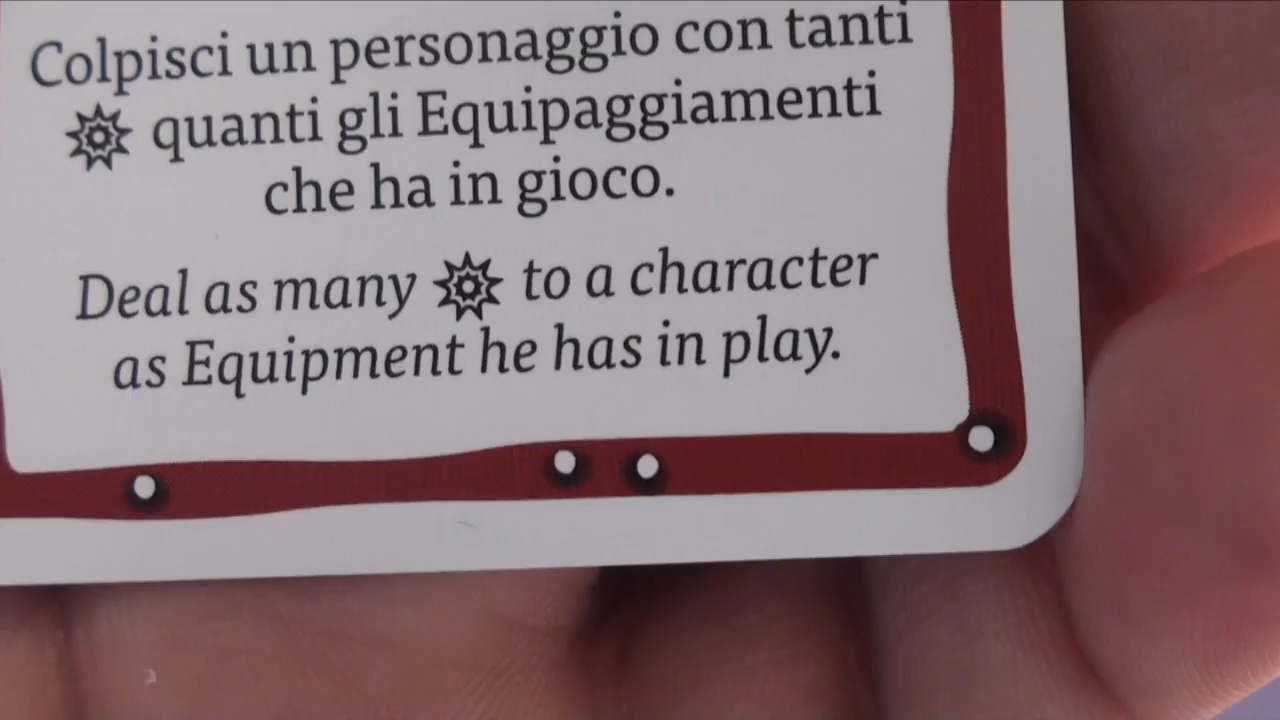 Colpisci un personaggio con tanti
quanti gli Equipaggiamenti
che ha in gioco.
Deal as many to a character
as Equipment he has in play.